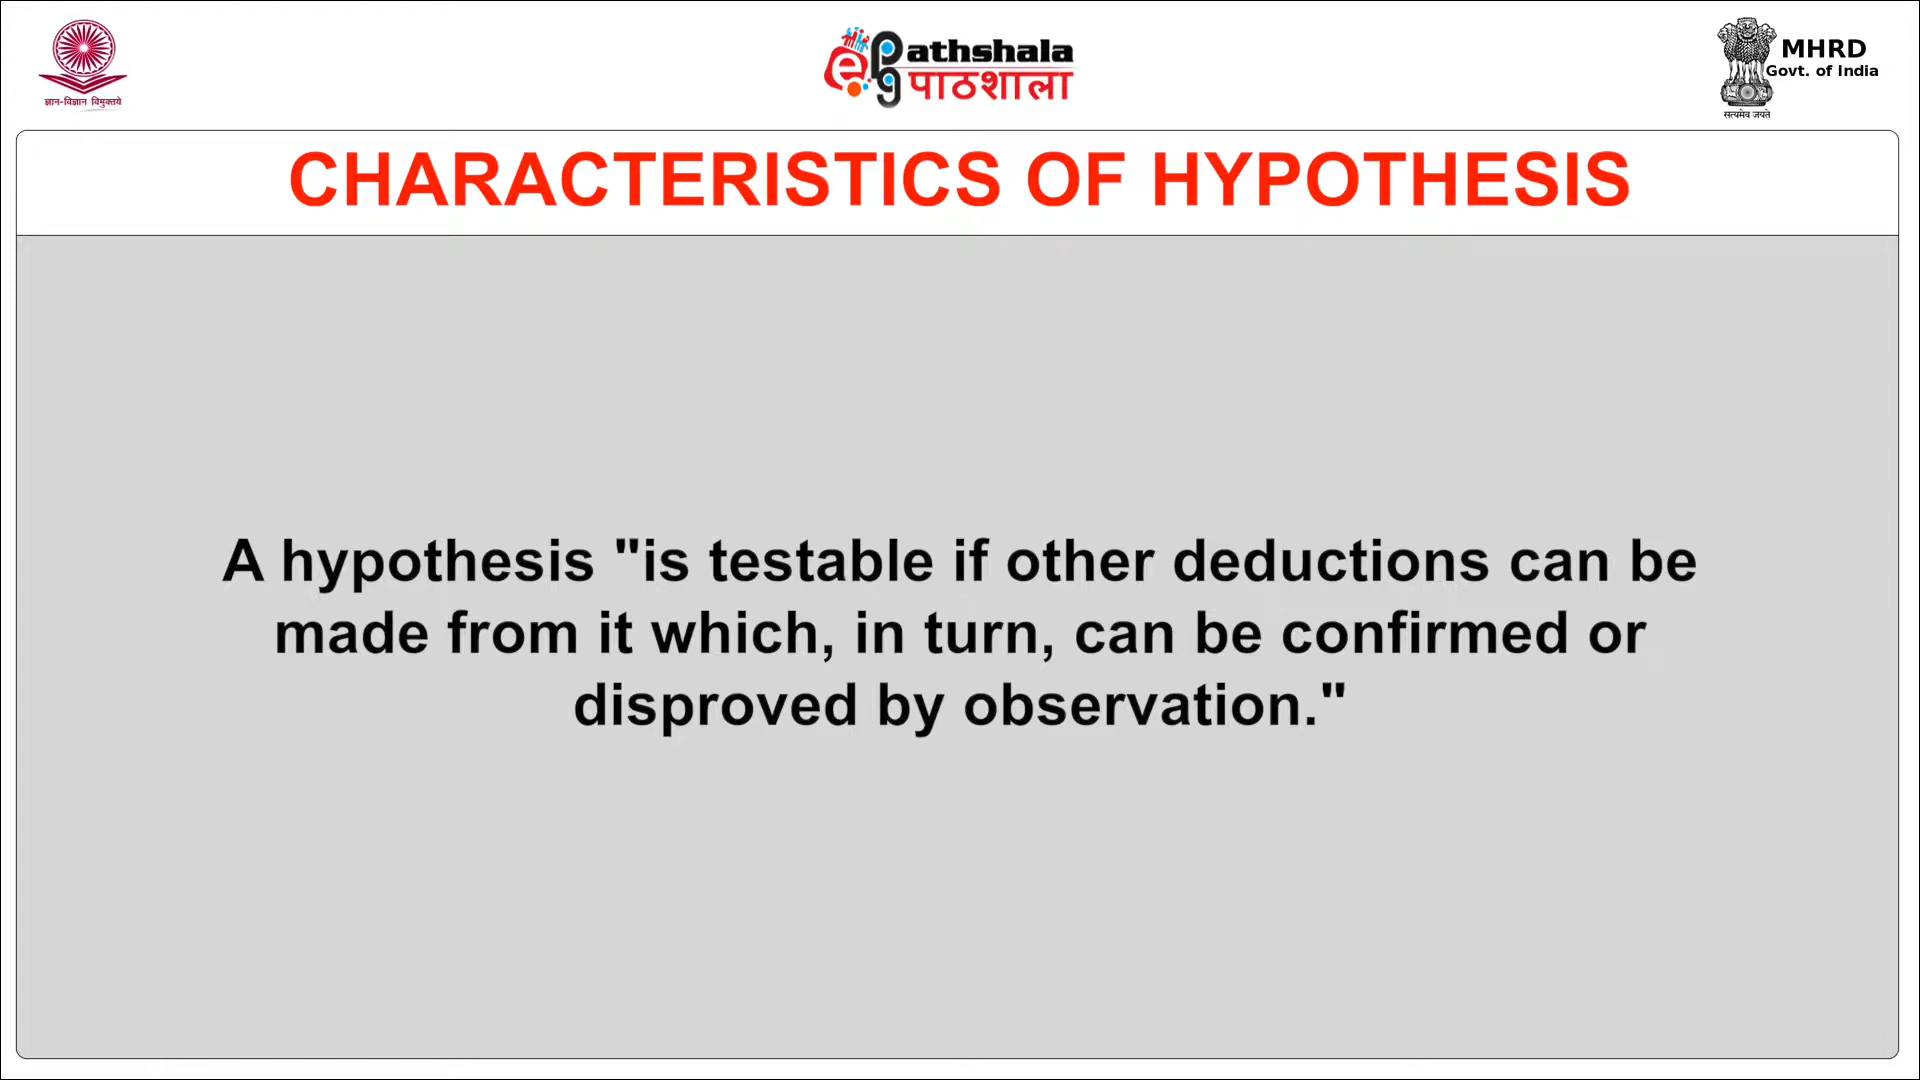 ज्ञान-विज्ञान विमुक्तये
ePGathshala
पाठशाला
MHRD
Govt. of India
सत्यमेव जयते
CHARACTERISTICS OF HYPOTHESIS
A hypothesis "is testable if other deductions can be
made from it which, in turn, can be confirmed or
disproved by observation."